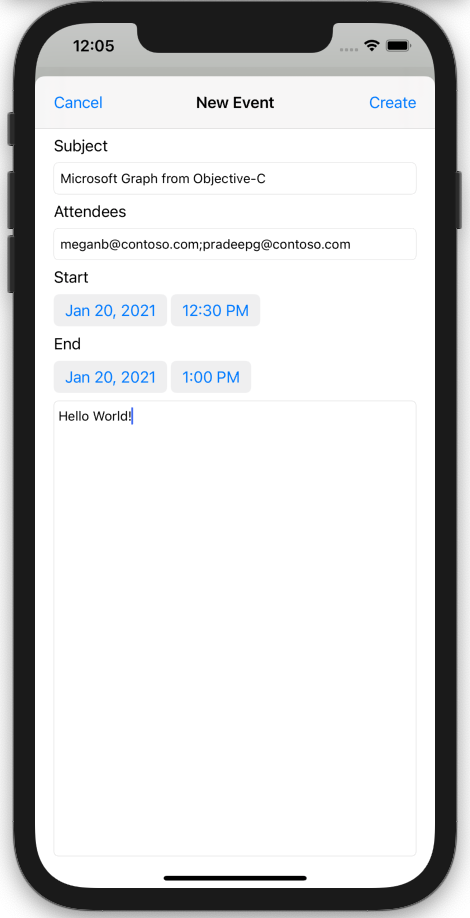 12:05
Cancel New Event Create
Subject
Microsoft Graph from Objective-C
Attendees
meganb@contoso.com;pradeepg@contoso.com
Start
Jan 20, 2021 12:30 PM
End
Jan 20, 2021 1:00 PM
Hello World!